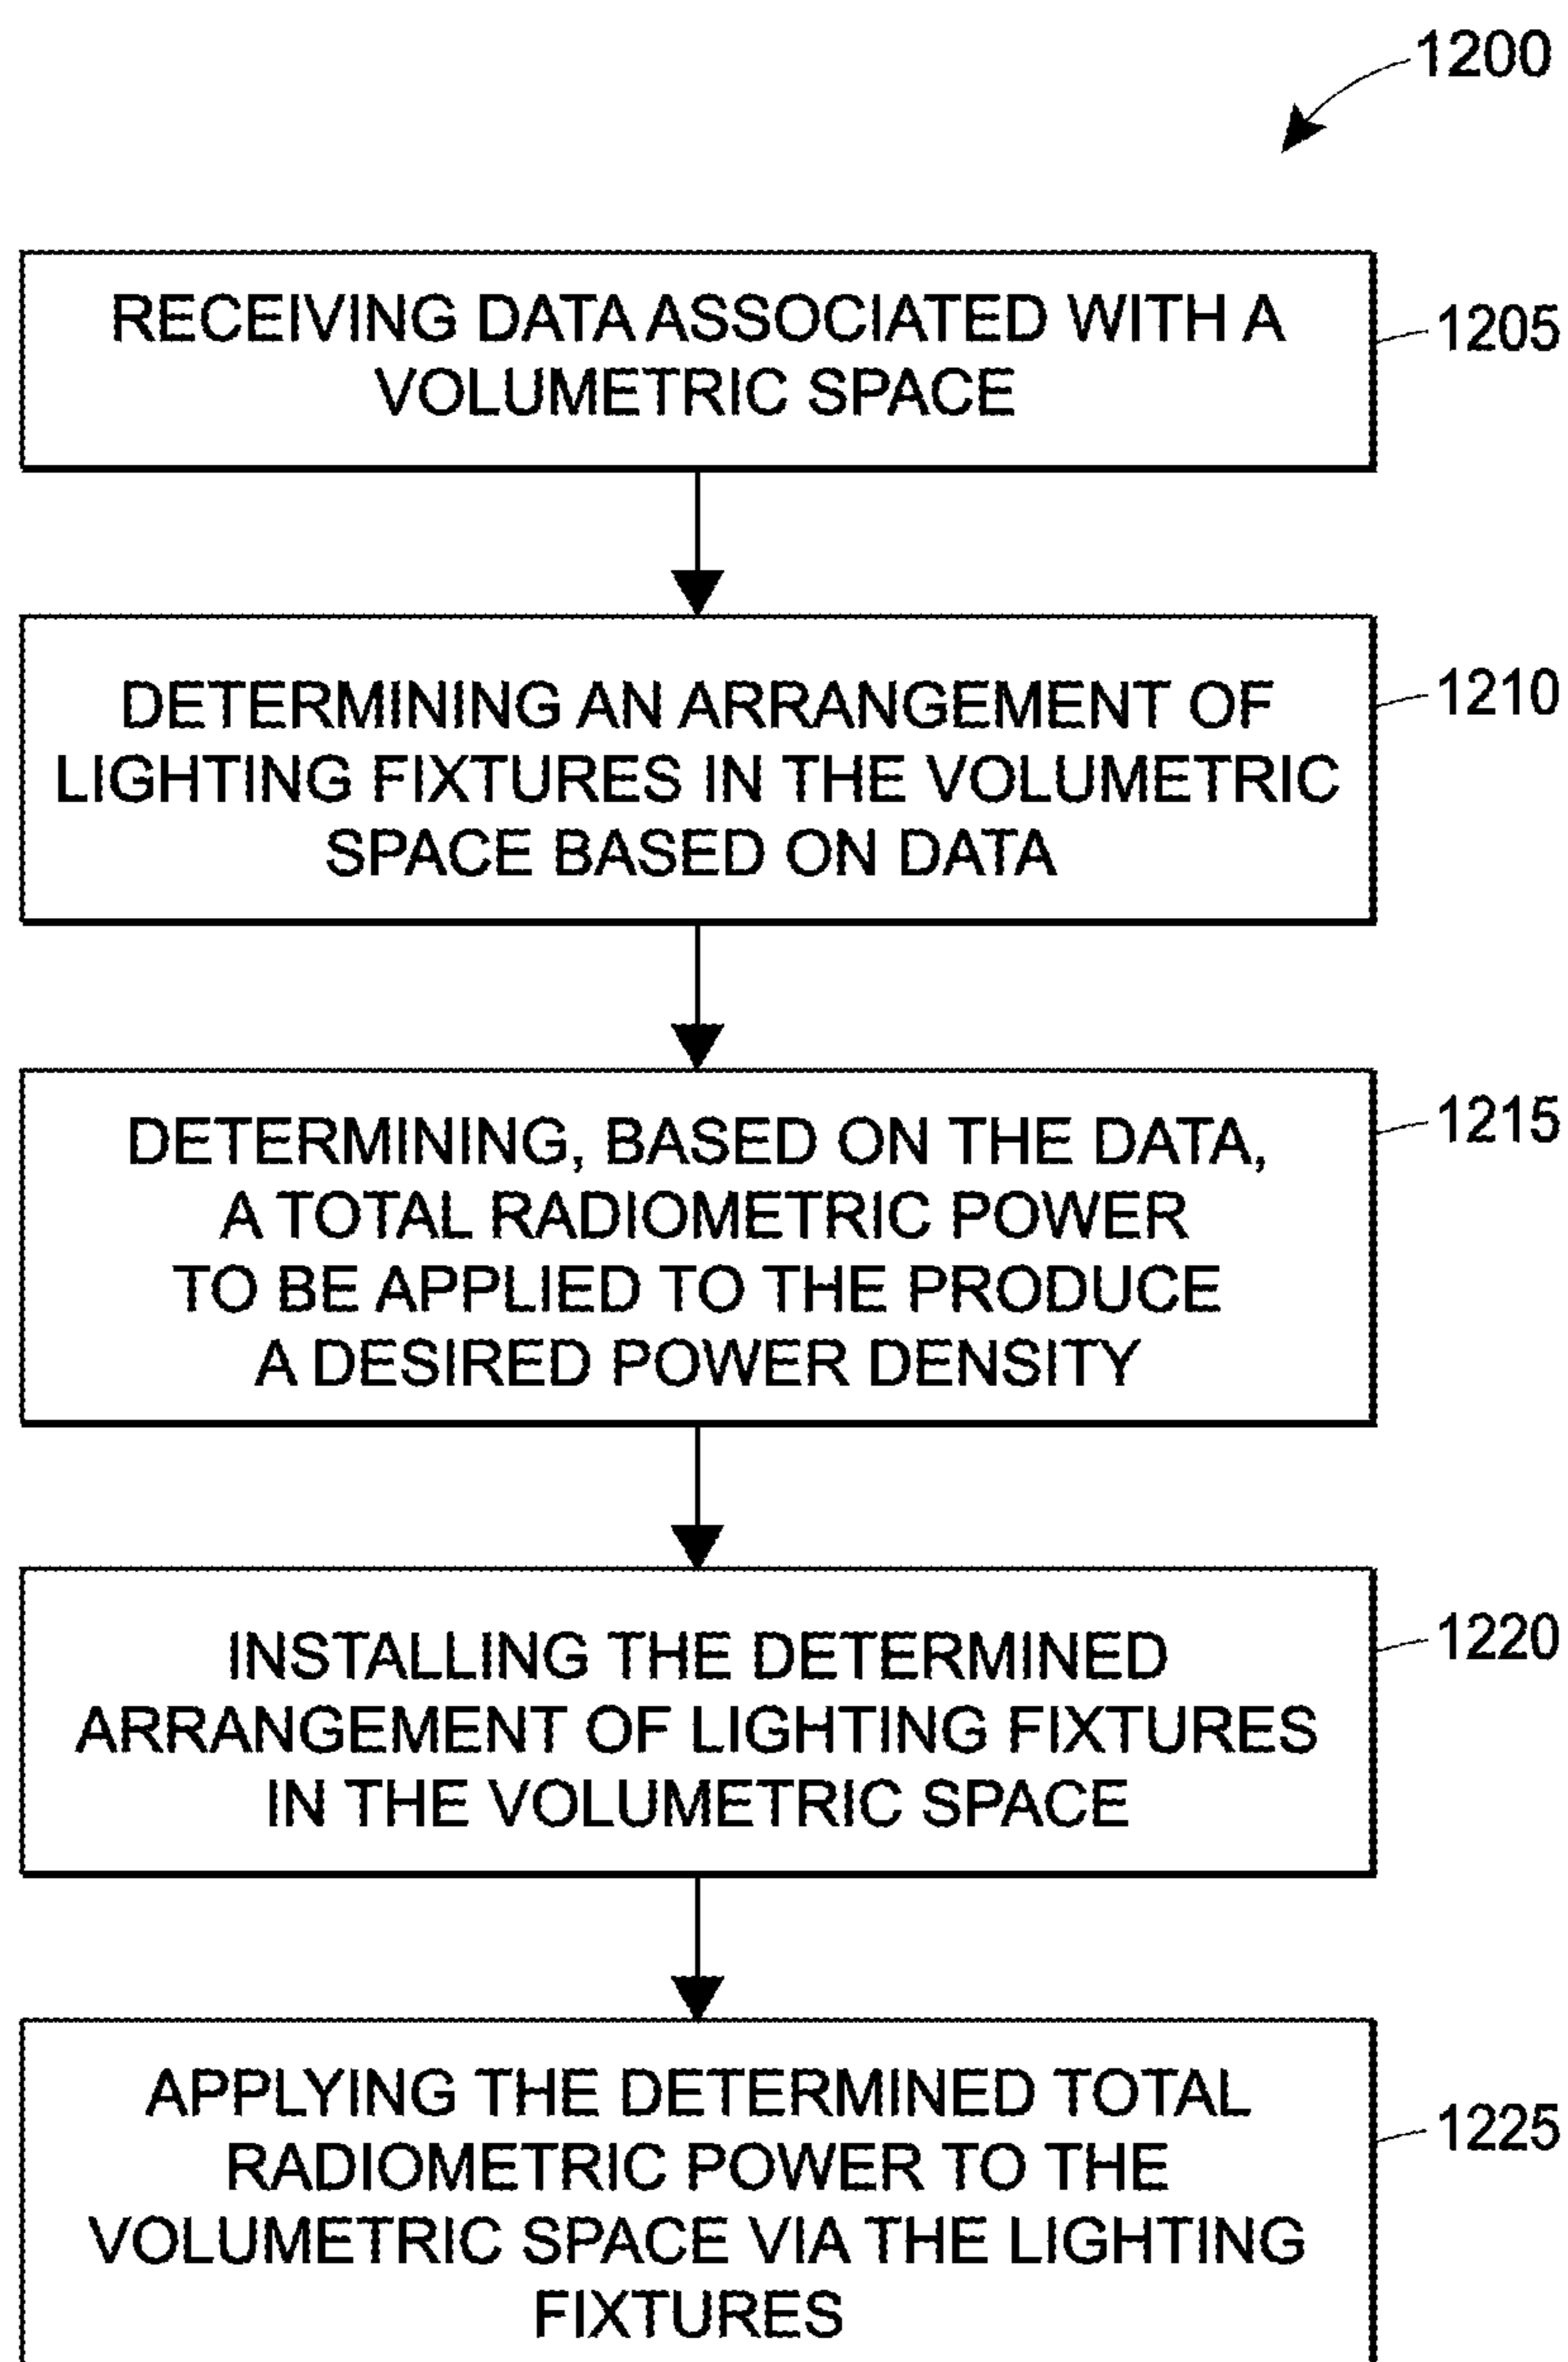 1200
RECEIVING DATA ASSOCIATED WITH A
VOLUMETRIC SPACE
1205
DETERMINING AN ARRANGEMENT OF
LIGHTING FIXTURES IN THE VOLUMETRIC
SPACE BASED ON DATA
1210
DETERMINING, BASED ON THE DATA,
A TOTAL RADIOMETRIC POWER
TO BE APPLIED TO THE PRODUCE
A DESIRED POWER DENSITY
1215
INSTALLING THE DETERMINED
ARRANGEMENT OF LIGHTING FIXTURES
IN THE VOLUMETRIC SPACE
1220
APPLYING THE DETERMINED TOTAL
RADIOMETRIC POWER TO THE
VOLUMETRIC SPACE VIA THE LIGHTING
FIXTURES
1225